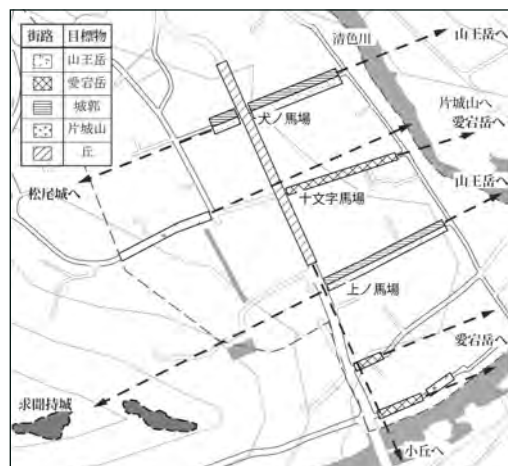 街路 目標物
山王岳
愛宕岳
城郭
片城山
丘
清色川
山王岳へ
犬ノ馬場
片城山へ
愛宕岳へ
松尾城へ
十文字馬場
山王岳へ
上ノ馬場
愛宕岳へ
求聞持城
小丘へ